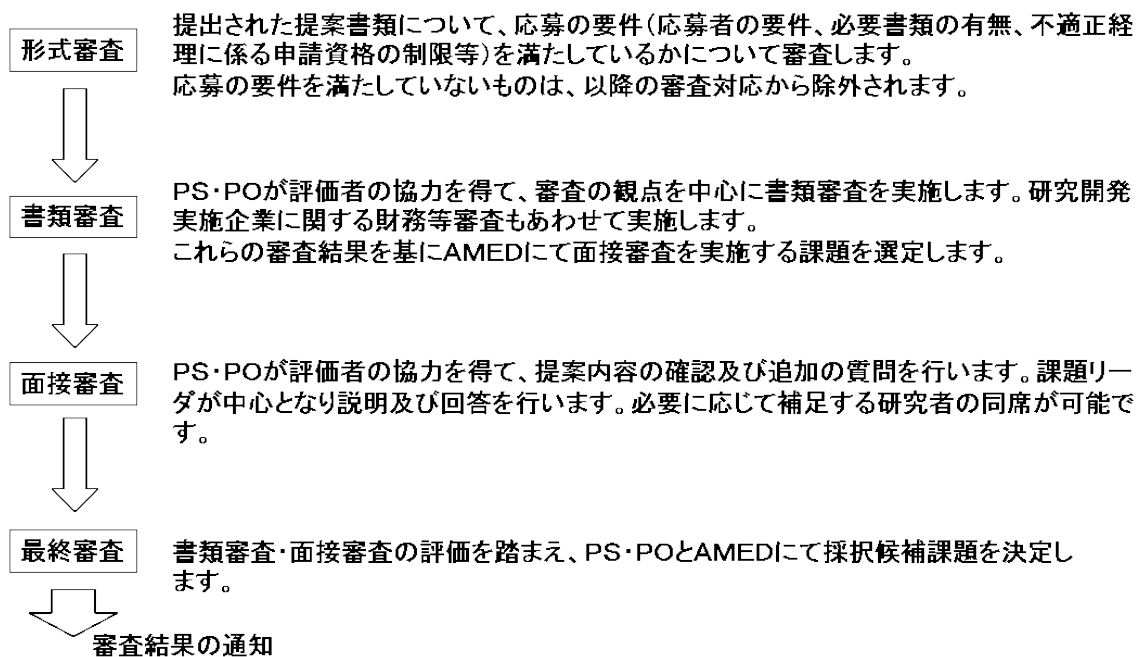 形式審査
提出された提案書類について、応募の要件(応募者の要件、必要書類の有無、不適正経
理に係る申請資格の制限等)を満たしているかについて審査します。
応募の要件を満たしていないものは、以降の審査対応から除外されます。
書類審査
PS・POが評価者の協力を得て、審査の観点を中心に書類審査を実施します。研究開発
実施企業に関する財務等審査もあわせて実施します。
これらの審査結果を基にAMEDにて面接審査を実施する課題を選定します。
面接審査
PS・POが評価者の協力を得て、提案内容の確認及び追加の質問を行います。課題リー
ダが中心となり説明及び回答を行います。必要に応じて補足する研究者の同席が可能で
す。
最終審査
書類審査・面接審査の評価を踏まえ、PS・POとAMEDにて採択候補課題を決定し
ます。
審査結果の通知